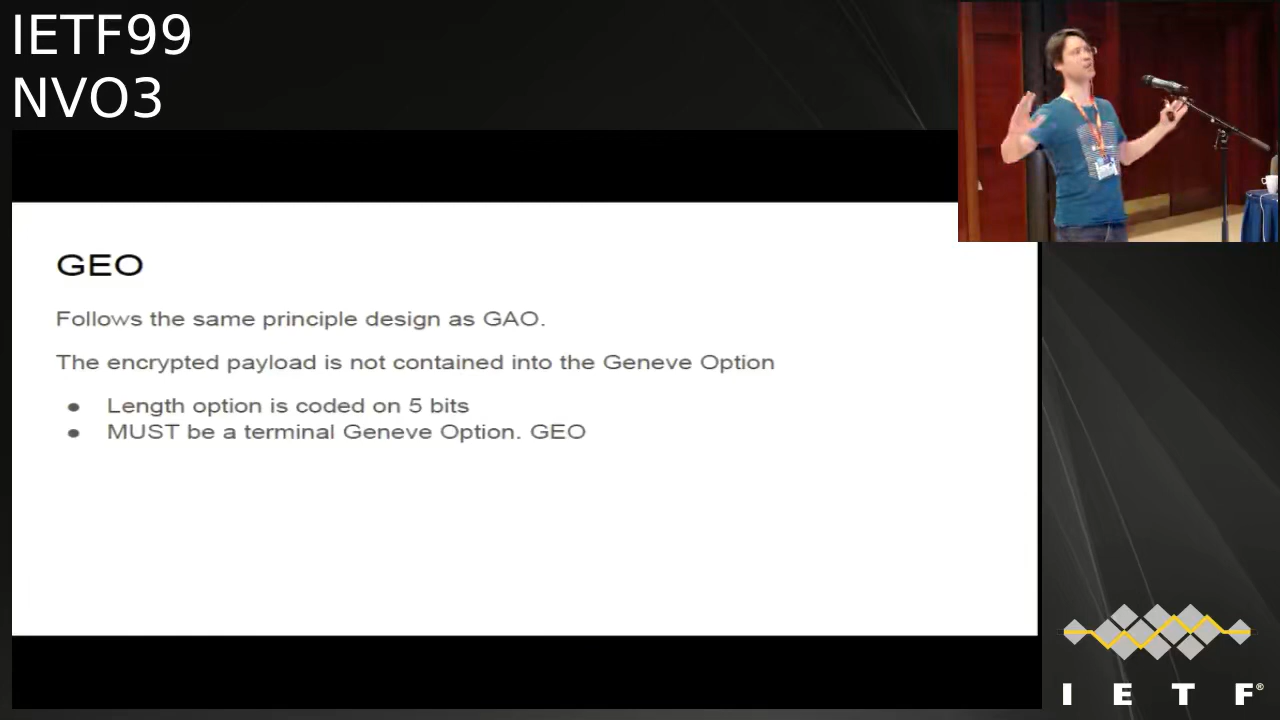 IETF99
NVO3
GEO
Follows the same principle design as GAO.
The encrypted payload is not contained into the Geneve Option
● Length option is coded on 5 bits
● MUST be a terminal Geneve Option. GEO
I E T F®